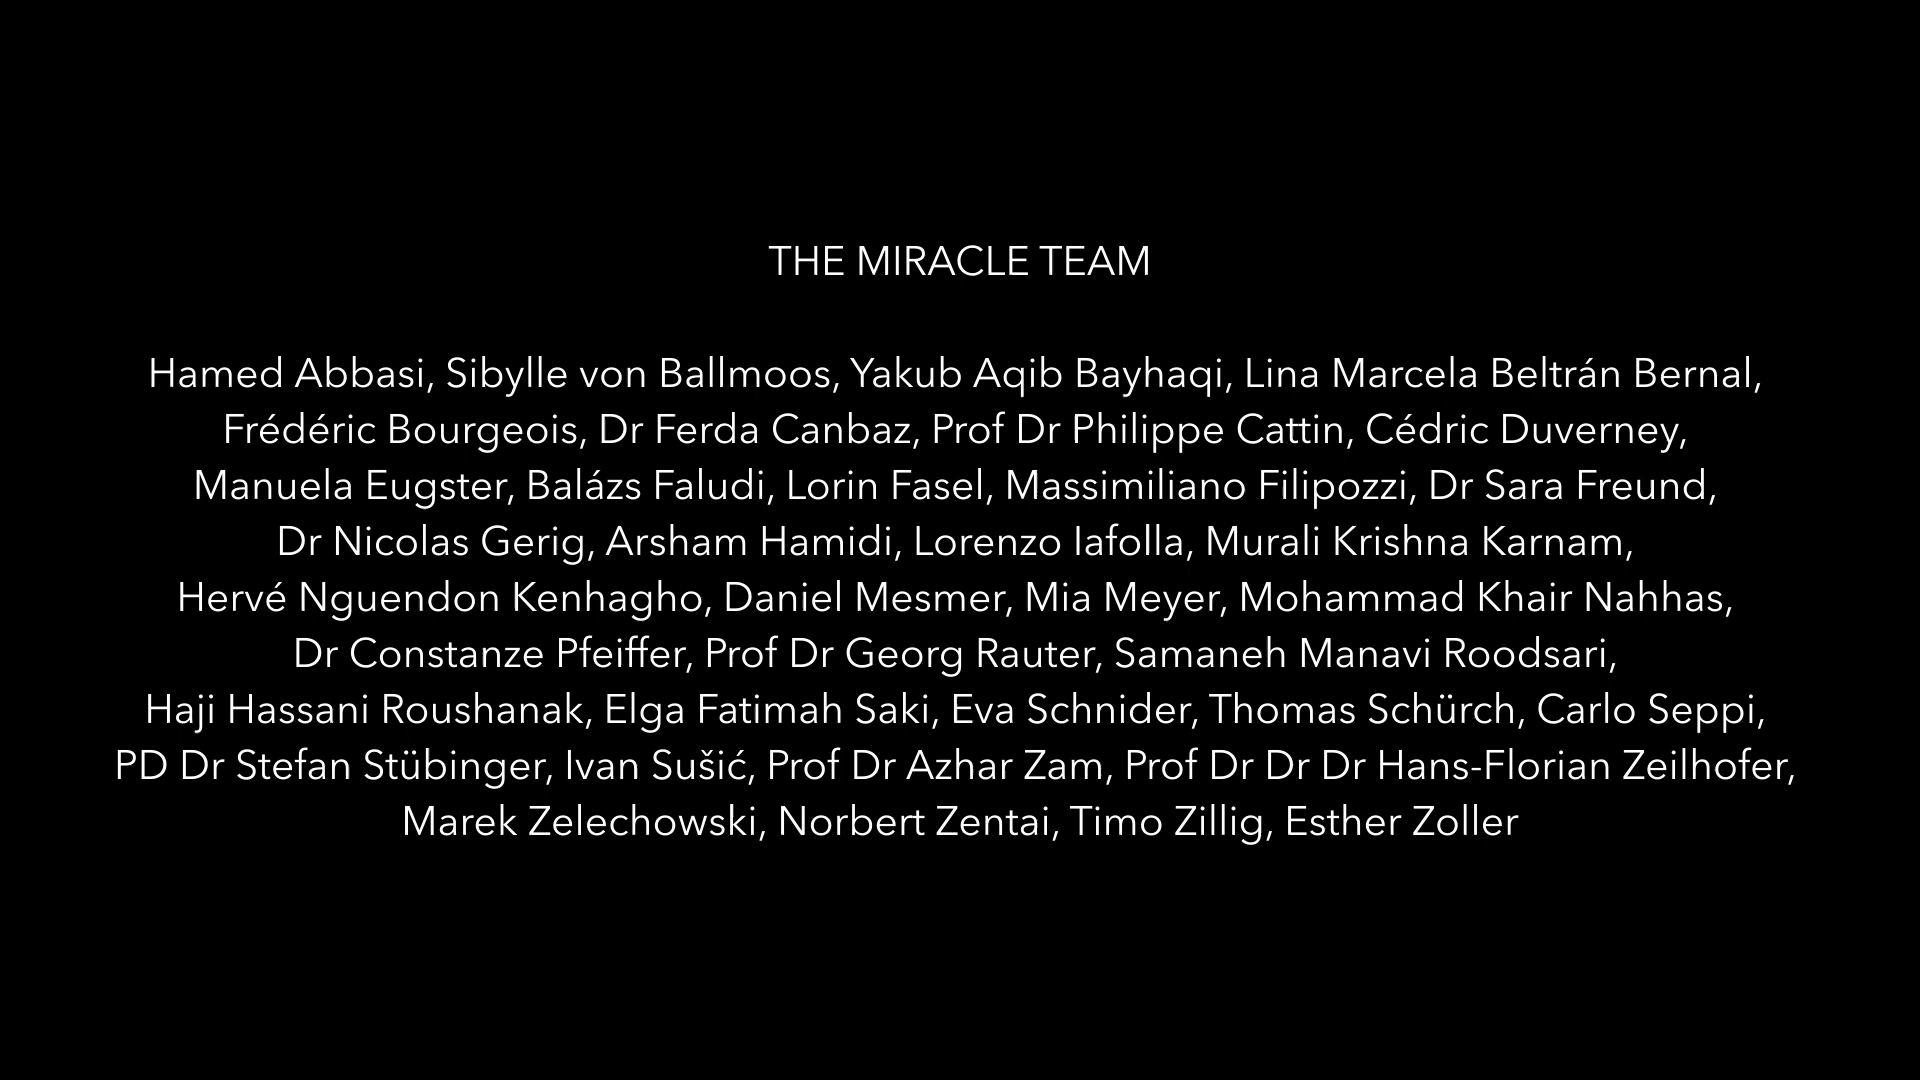 THE MIRACLE TEAM
Hamed Abbasi, Sibylle von Ballmoos, Yakub Aqib Bayhaqi, Lina Marcela Beltrán Bernal,
Frédéric Bourgeois, Dr Ferda Canbaz, Prof Dr Philippe Cattin, Cédric Duverney,
Manuela Eugster, Balázs Faludi, Lorin Fasel, Massimiliano Filipozzi, Dr Sara Freund,
Dr Nicolas Gerig, Arsham Hamidi, Lorenzo Iafolla, Murali Krishna Karnam,
Hervé Nguendon Kenhagho, Daniel Mesmer, Mia Meyer, Mohammad Khair Nahhas,
Dr Constanze Pfeiffer, Prof Dr Georg Rauter, Samaneh Manavi Roodsari,
Haji Hassani Roushanak, Elga Fatimah Saki, Eva Schnider, Thomas Schürch, Carlo Seppi,
PD Dr Stefan Stübinger, Ivan Sušić, Prof Dr Azhar Zam, Prof Dr Dr Dr Hans-Florian Zeilhofer,
Marek Zelechowski, Norbert Zentai, Timo Zillig, Esther Zoller